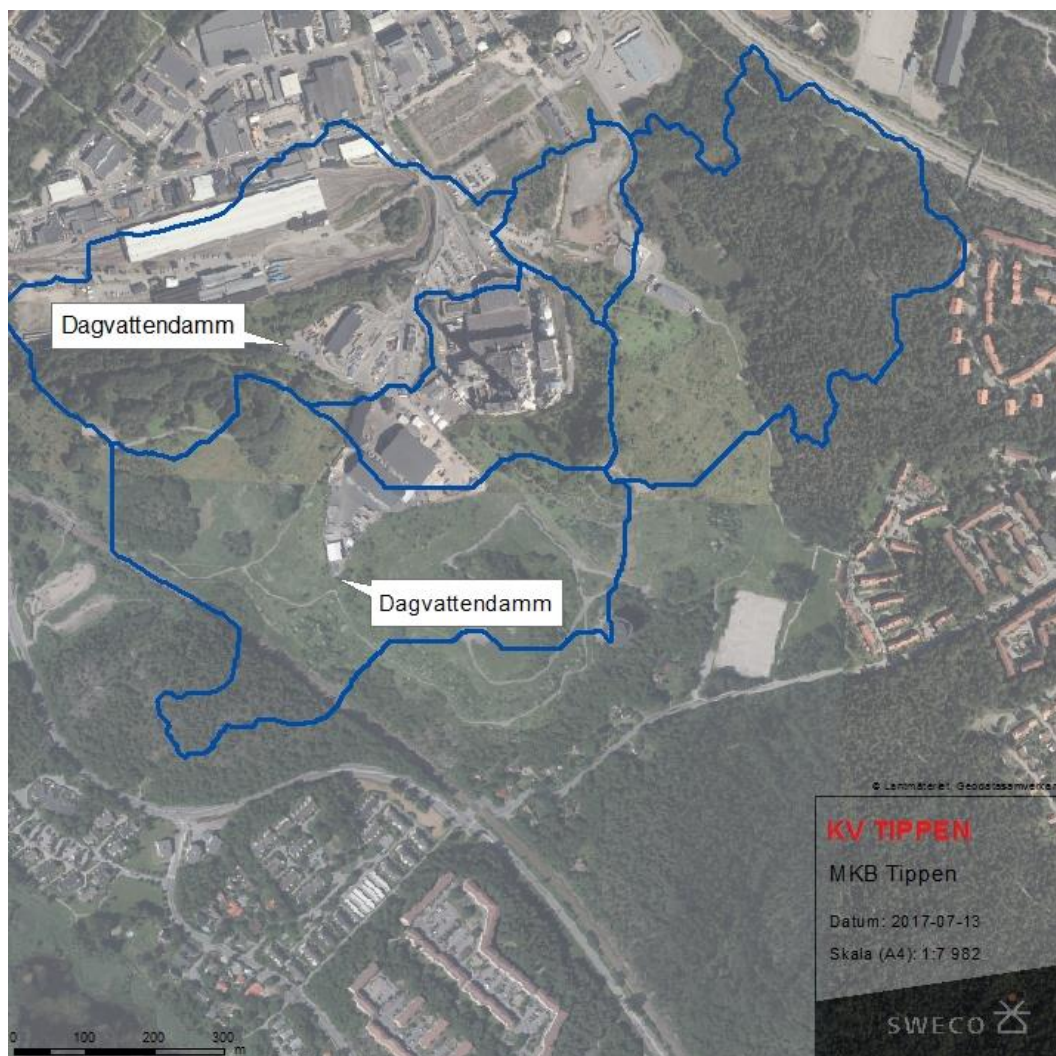 Dagvattendamm
Dagvattendamm
© Lantmäteriet, Geodatasamverkan
KV TIPPEN
MKB Tippen
Datum: 2017-07-13
Skala (A4): 1:7 982
SWECO
0 100 200 300
m